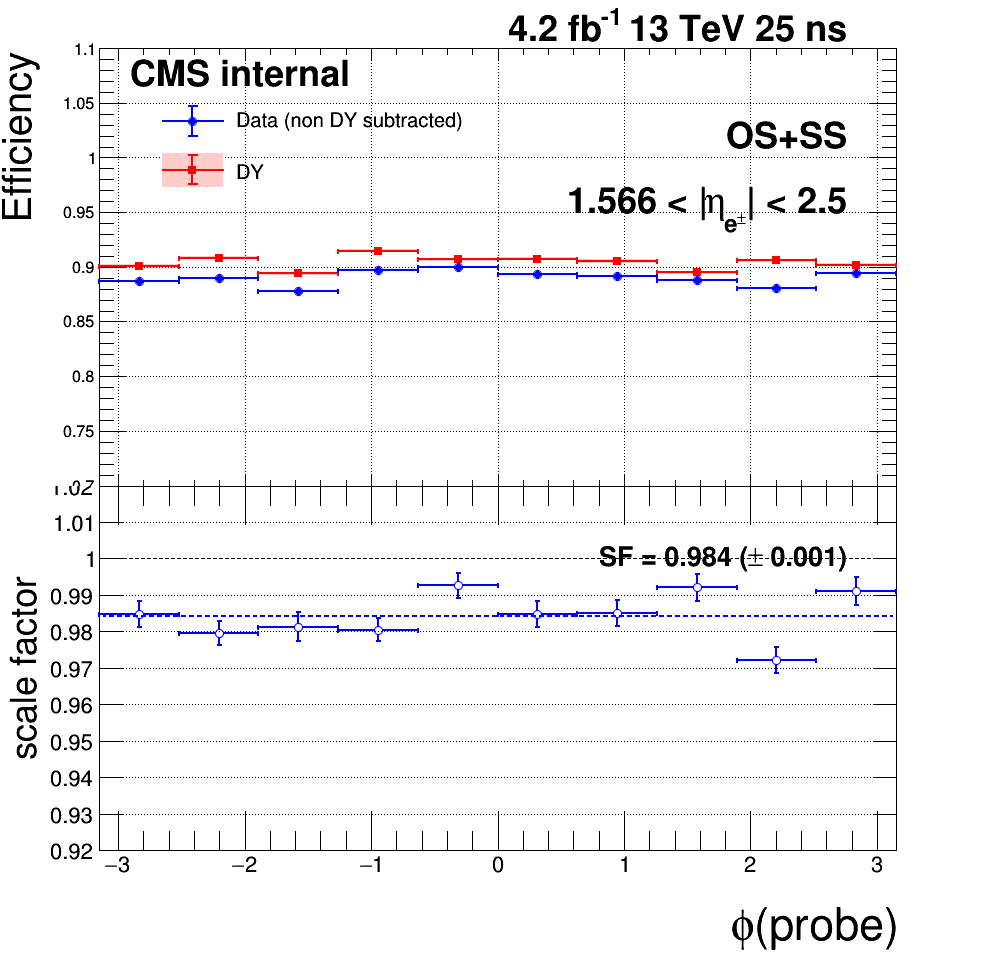 4.2 fb-1 13 TeV 25 ns
Efficiency
CMS internal
Data (non DY subtracted)
DY
OS+SS
1.566 < |ηe±| < 2.5
1.1
1.05
1
0.95
0.9
0.85
0.8
0.75
scale factor
SF = 0.984 (± 0.001)
1.02
1.01
1
0.99
0.98
0.97
0.96
0.95
0.94
0.93
0.92
−3 −2 −1 0 1 2 3
ϕ(probe)